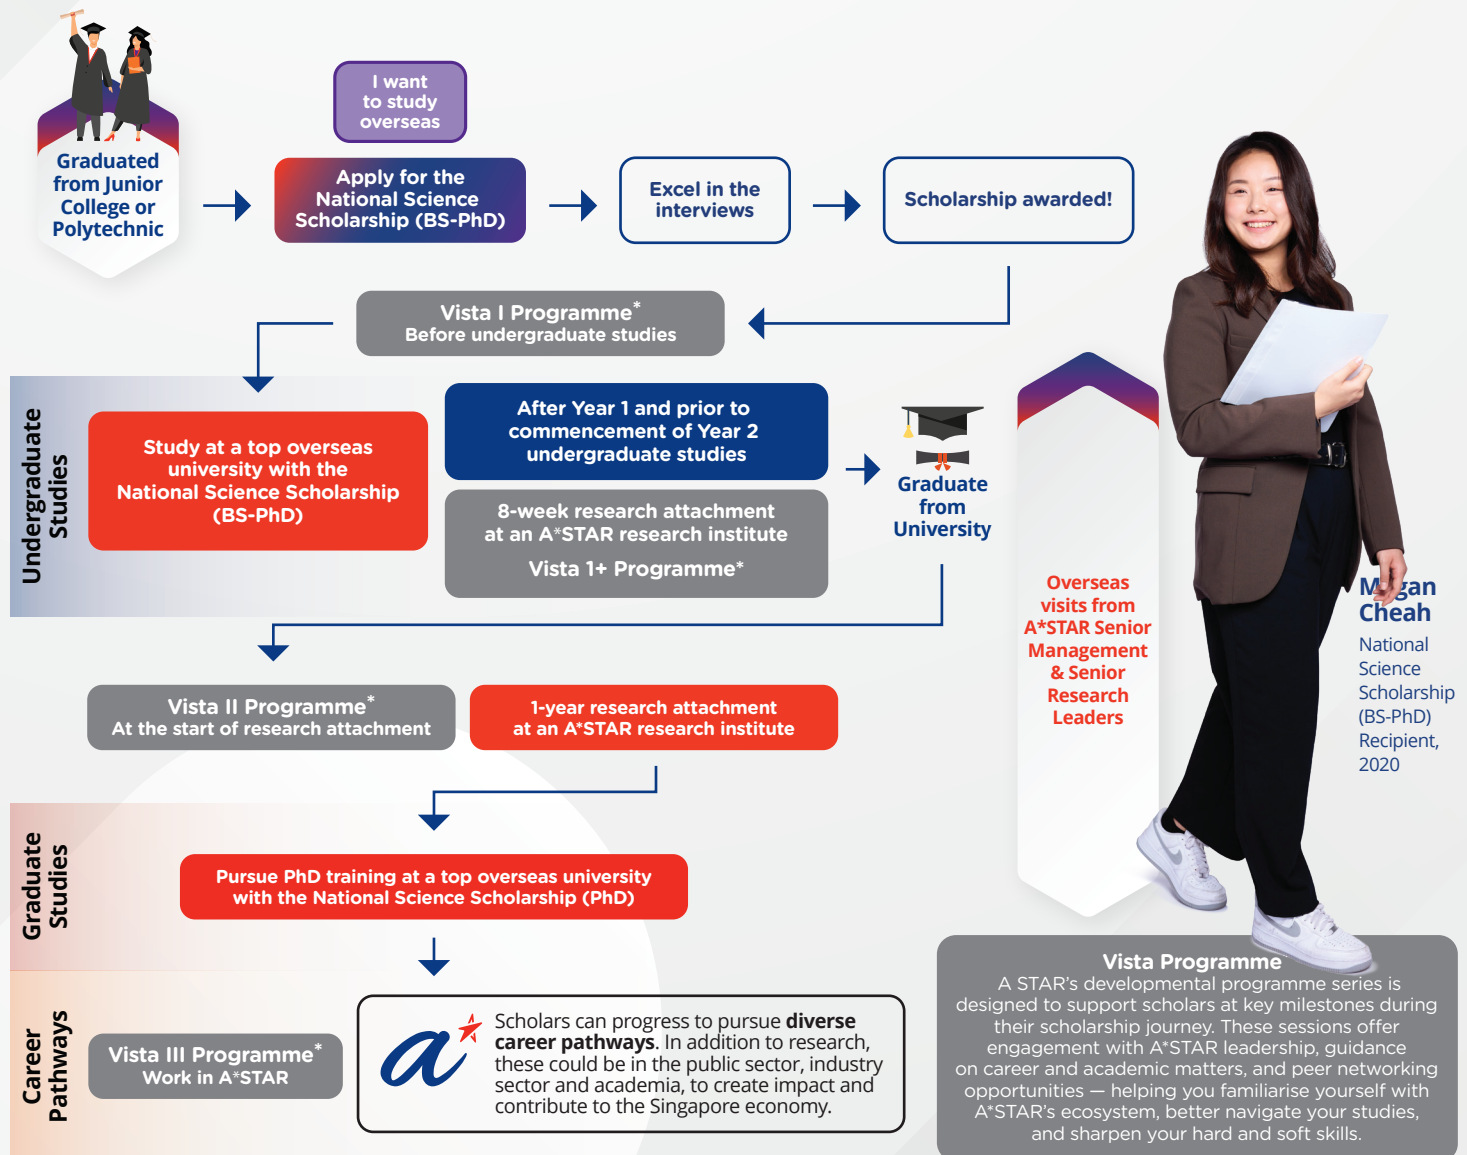 I want
to study
overseas
Graduated
from Junior
College or
Polytechnic
Apply for the
National Science
Scholarship (BS-PhD)
Excel in the
interviews
Scholarship awarded!
Vista I Programme*
Before undergraduate studies
Undergraduate
Studies
Study at a top overseas
university with the
National Science Scholarship
(BS-PhD)
After Year 1 and prior to
commencement of Year 2
undergraduate studies
8-week research attachment
at an A*STAR research institute
Vista 1+ Programme*
Graduate
from
University
Overseas
visits from
A*STAR Senior
Management
& Senior
Research
Leaders
Cheah
National
Science
Scholarship
(BS-PhD)
Recipient,
2020
Vista II Programme*
At the start of research attachment
1-year research attachment
at an A*STAR research institute
Graduate
Studies
Pursue PhD training at a top overseas university
with the National Science Scholarship (PhD)
Career
Pathways
Vista III Programme*
Work in A*STAR
a*
Scholars can progress to pursue diverse
career pathways. In addition to research,
these could be in the public sector, industry
sector and academia, to create impact and
contribute to the Singapore economy.
Vista Programme
A STAR's developmental programme series is
designed to support scholars at key milestones during
their scholarship journey. These sessions offer
engagement with A*STAR leadership, guidance
on career and academic matters, and peer networking
opportunities — helping you familiarise yourself with
A*STAR's ecosystem, better navigate your studies,
and sharpen your hard and soft skills.